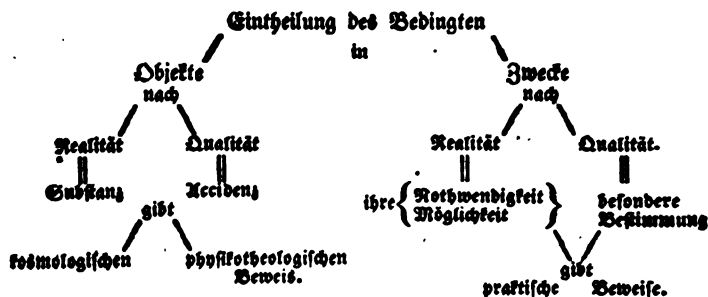 Eintheilung des Bedingten
in
Objekte Zwecke
nach nach
Realität Qualität Realität Qualität.
Substanz Accidenz ihre { Nothwendigkeit } besondere
Möglichkeit Bestimmung
gibt
kosmologischen physikotheologischen gibt
Beweis. praktische Beweise.